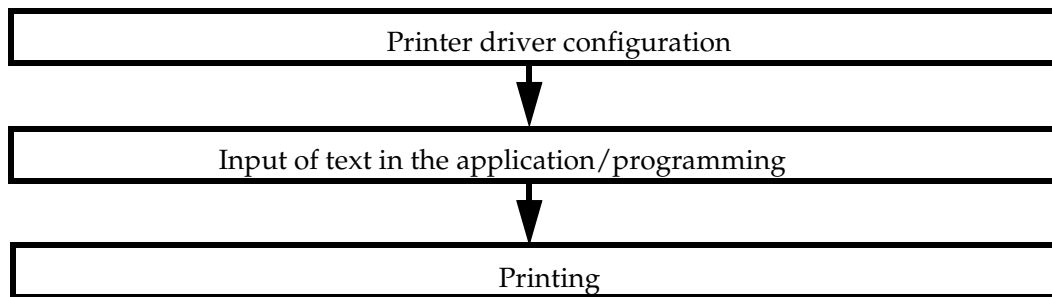 Printer driver configuration
Input of text in the application/programming
Printing